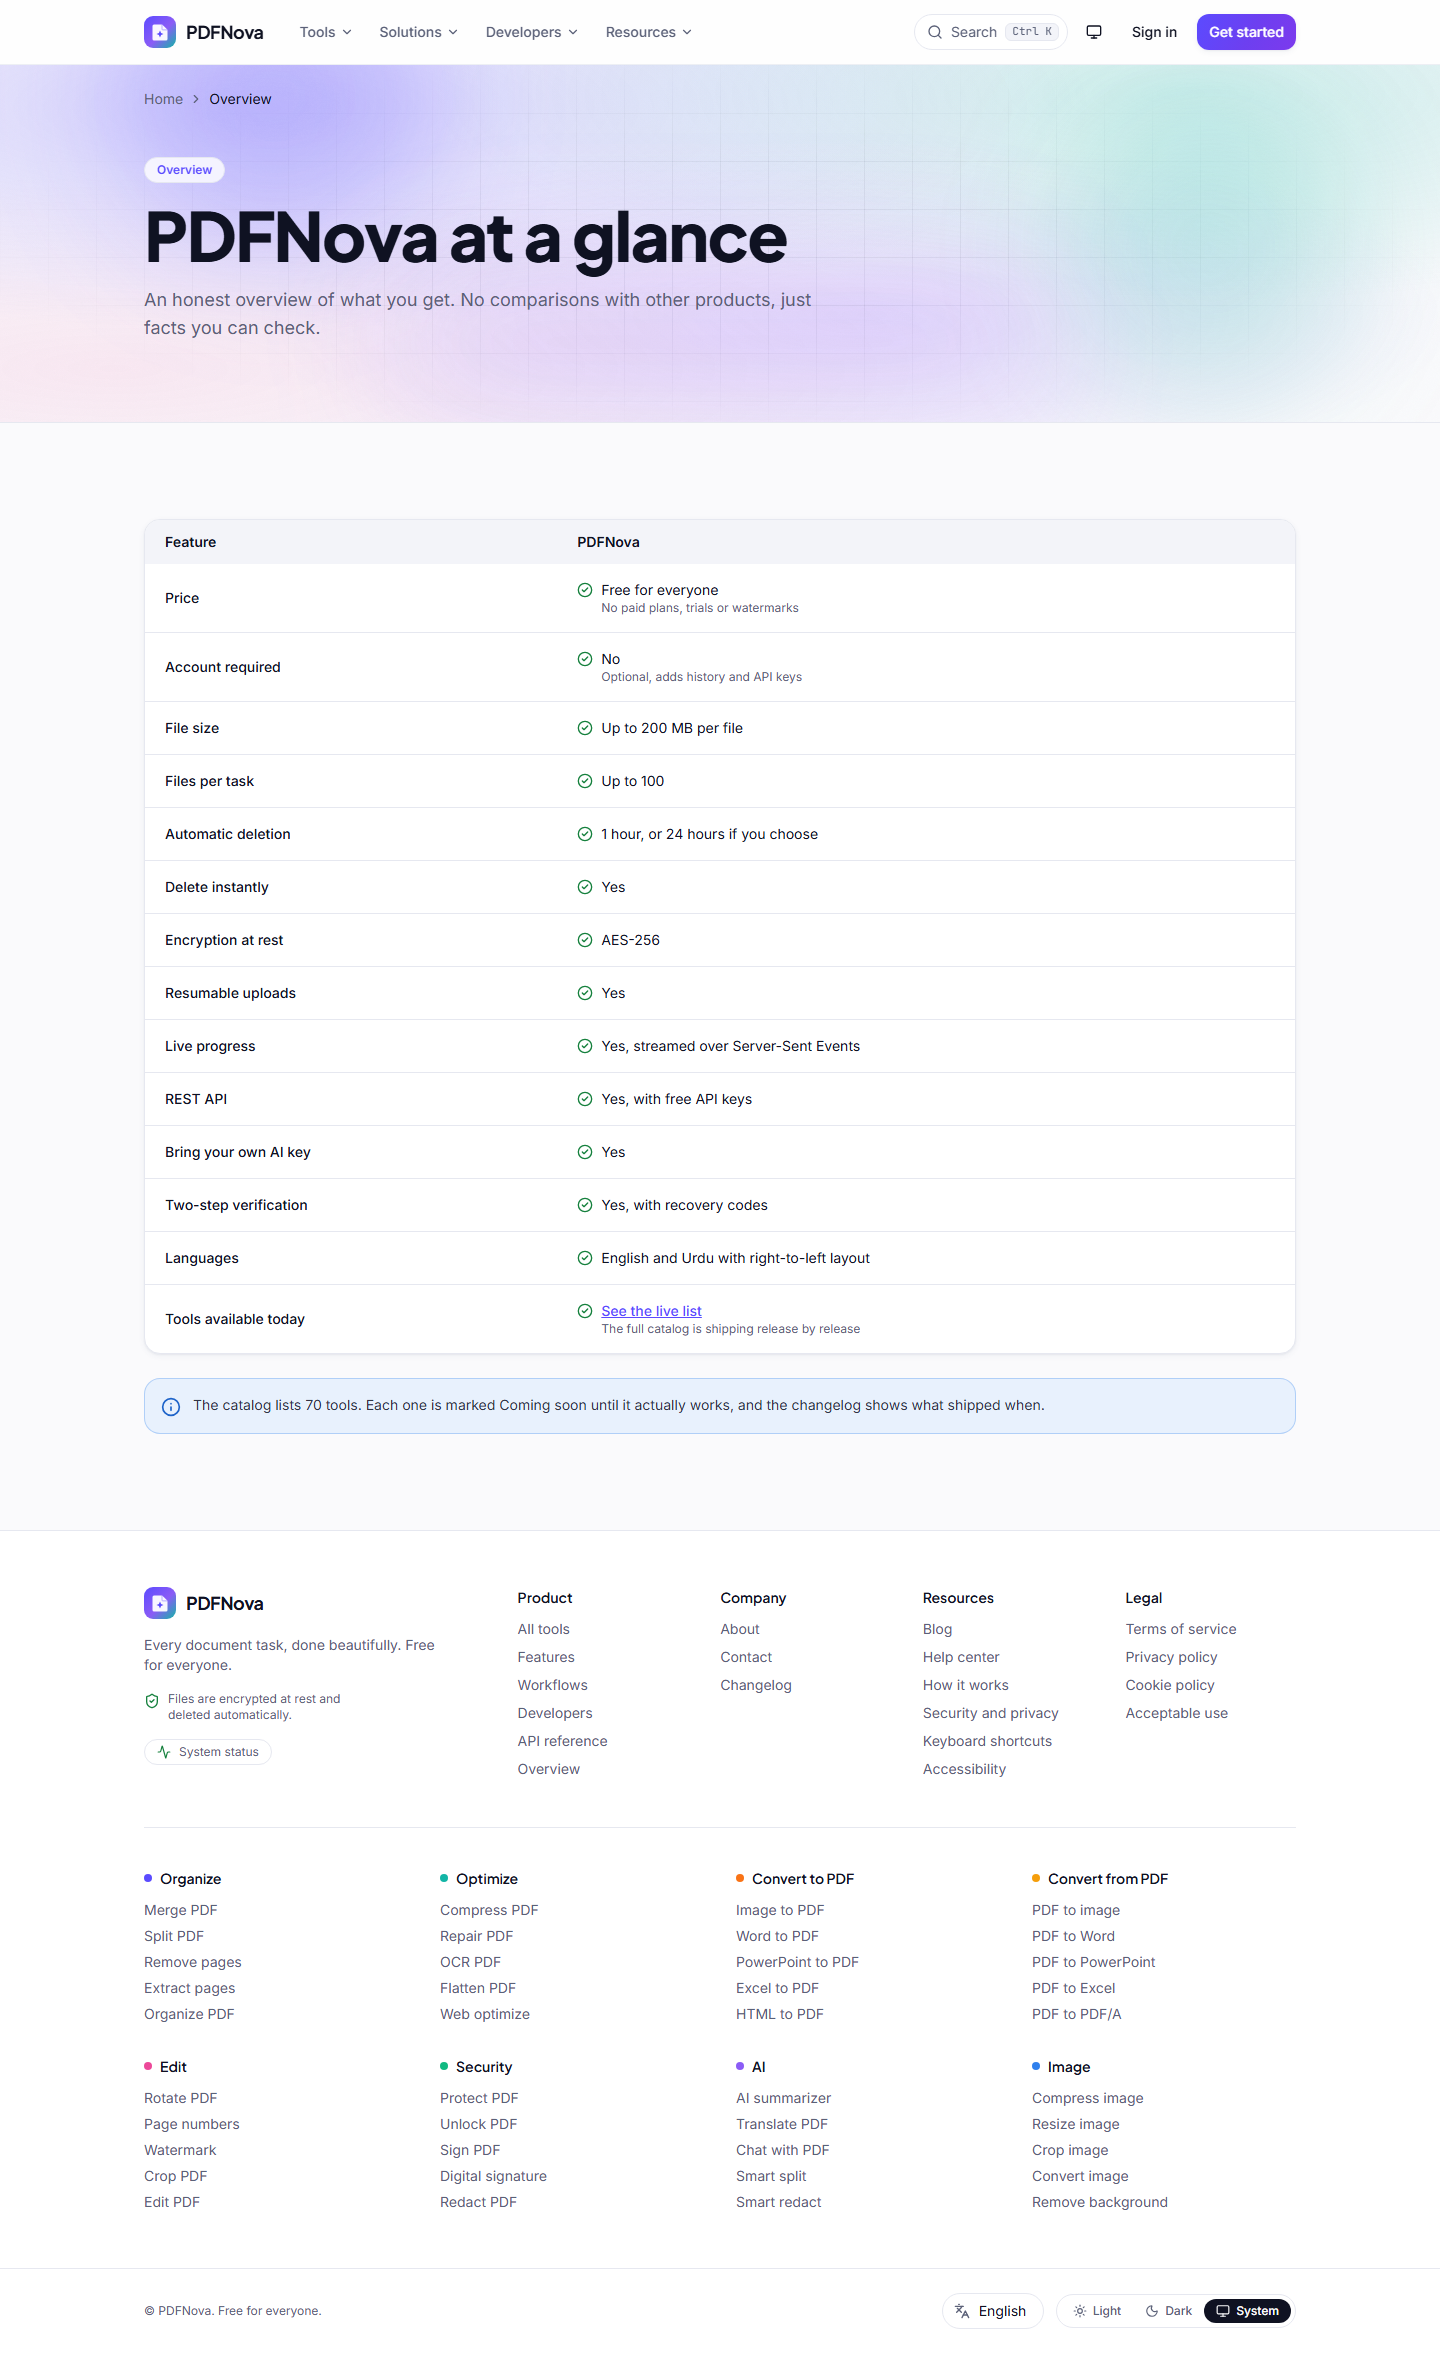 PDFNova
Tools
Solutions
Developers
Resources
Search
Ctrl K
Sign in
Get started
Home
Overview
Overview
PDFNova at a glance
An honest overview of what you get. No comparisons with other products, just
facts you can check.
Feature
PDFNova
Price
Free for everyone
No paid plans, trials or watermarks
Account required
No
Optional, adds history and API keys
File size
Up to 200 MB per file
Files per task
Up to 100
Automatic deletion
1 hour, or 24 hours if you choose
Delete instantly
Yes
Encryption at rest
AES-256
Resumable uploads
Yes
Live progress
Yes, streamed over Server-Sent Events
REST API
Yes, with free API keys
Bring your own AI key
Yes
Two-step verification
Yes, with recovery codes
Languages
English and Urdu with right-to-left layout
Tools available today
See the live list
The full catalog is shipping release by release
The catalog lists 70 tools. Each one is marked Coming soon until it actually works, and the changelog shows what shipped when.
PDFNova
Every document task, done beautifully. Free
for everyone.
Files are encrypted at rest and
deleted automatically.
System status
Product
All tools
Features
Workflows
Developers
API reference
Overview
Company
About
Contact
Changelog
Resources
Blog
Help center
How it works
Security and privacy
Keyboard shortcuts
Accessibility
Legal
Terms of service
Privacy policy
Cookie policy
Acceptable use
Organize
Merge PDF
Split PDF
Remove pages
Extract pages
Organize PDF
Optimize
Compress PDF
Repair PDF
OCR PDF
Flatten PDF
Web optimize
Convert to PDF
Image to PDF
Word to PDF
PowerPoint to PDF
Excel to PDF
HTML to PDF
Convert from PDF
PDF to image
PDF to Word
PDF to PowerPoint
PDF to Excel
PDF to PDF/A
Edit
Rotate PDF
Page numbers
Watermark
Crop PDF
Edit PDF
Security
Protect PDF
Unlock PDF
Sign PDF
Digital signature
Redact PDF
AI
AI summarizer
Translate PDF
Chat with PDF
Smart split
Smart redact
Image
Compress image
Resize image
Crop image
Convert image
Remove background
© PDFNova. Free for everyone.
English
Light
Dark
System